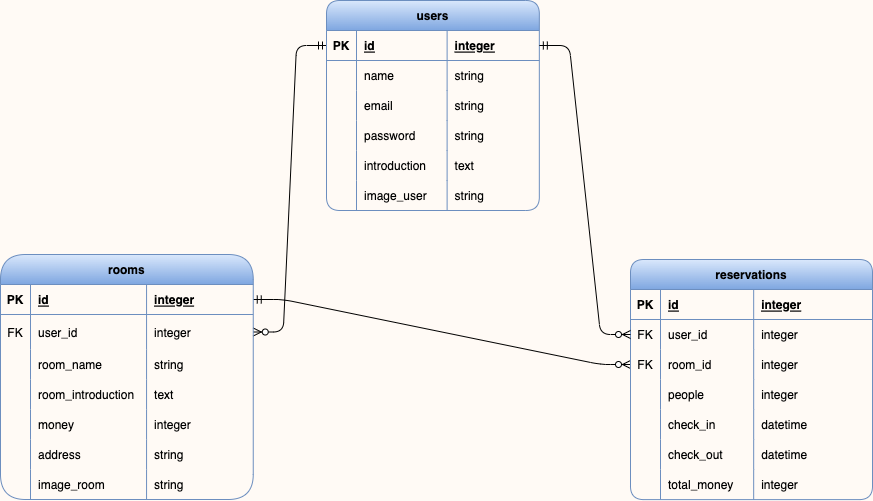 users
PK id integer
name string
email string
password string
introduction text
image_user string
rooms
PK id integer
FK user_id integer
room_name string
room_introduction text
money integer
address string
image_room string
reservations
PK id integer
FK user_id integer
FK room_id integer
people integer
check_in datetime
check_out datetime
total_money integer